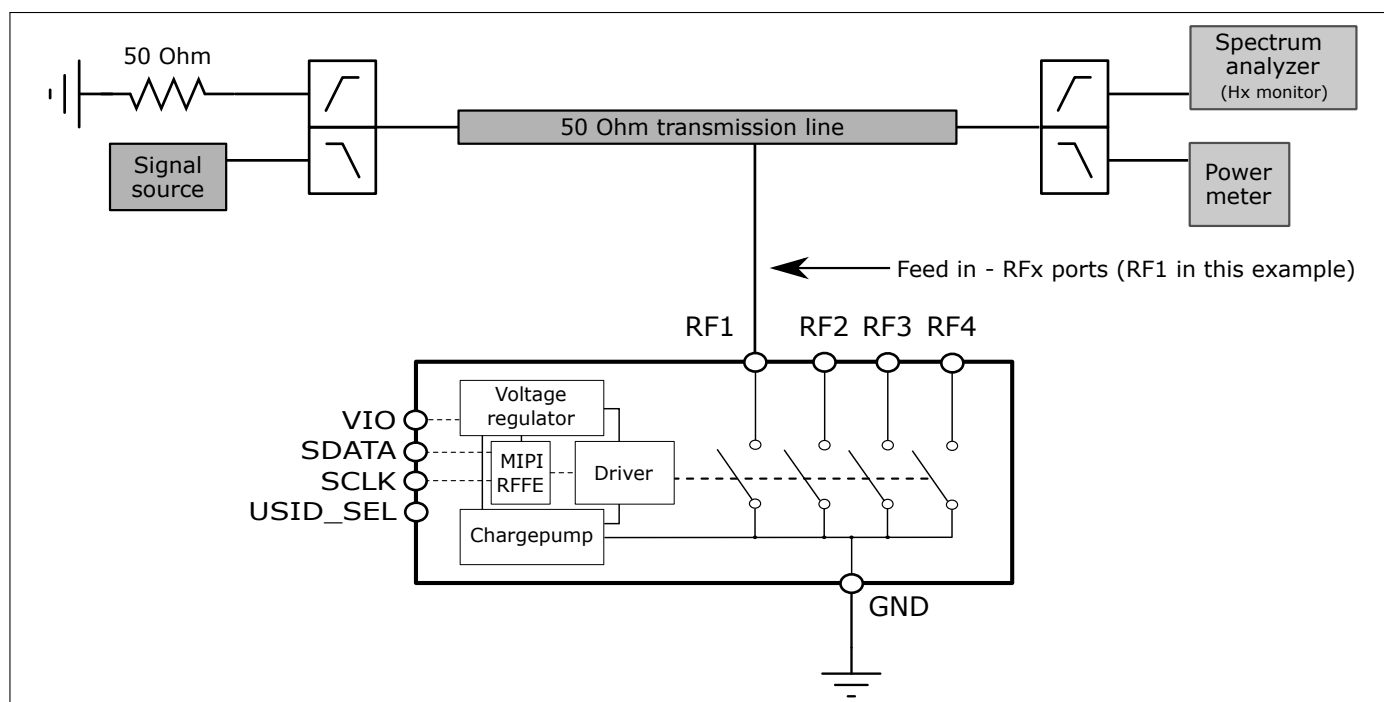 50 Ohm
Spectrum
analyzer
(Hx monitor)
50 Ohm transmission line
Signal
source
Power
meter
Feed in - RFx ports (RF1 in this example)
RF1
RF2
RF3
RF4
Voltage
regulator
VIO
SDATA
SCLK
USID_SEL
MIPI
RFFE
Driver
Chargepump
GND